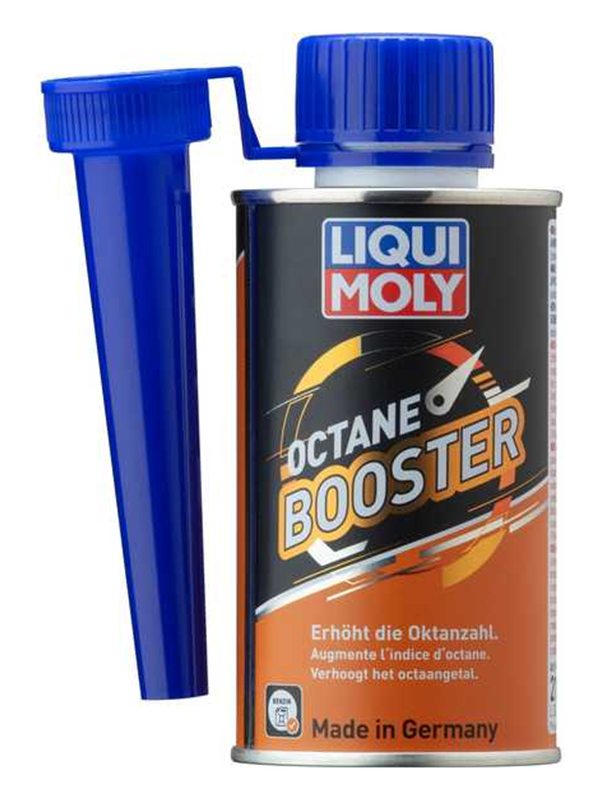 LIQUI
MOLY
OCTANE
BOOSTER
Erhöht die Oktanzahl.
Augmente l'indice d'octane.
Verhoogt het octaangetal.
BENZIN
Made in Germany